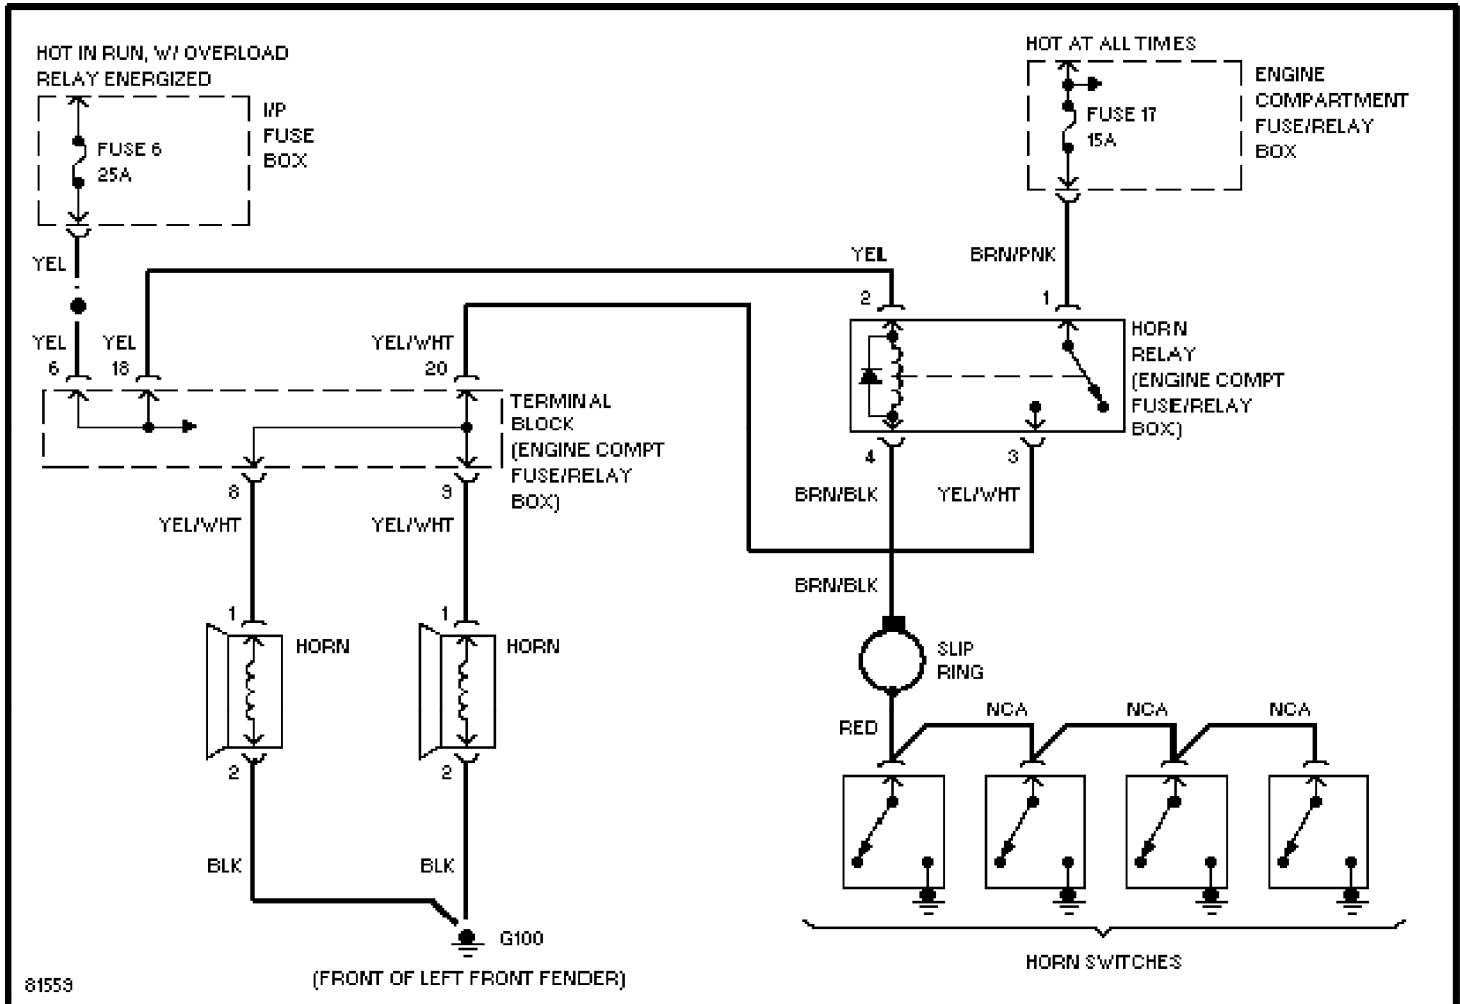 HOT IN RUN, W/ OVERLOAD
RELAY ENERGIZED
I/P
FUSE
BOX
FUSE 6
25A
HOT AT ALL TIMES
ENGINE
COMPARTMENT
FUSE/RELAY
BOX
FUSE 17
15A
YEL
YEL
BRN/PNK
2
1
YEL
YEL
YEL/WHT
6
18
20
HORN
RELAY
(ENGINE COMPT
FUSE/RELAY
BOX)
TERMINAL
BLOCK
(ENGINE COMPT
FUSE/RELAY
BOX)
4
3
8
9
BRN/BLK
YEL/WHT
YEL/WHT
YEL/WHT
BRN/BLK
1
1
HORN
HORN
SLIP
RING
RED
NCA
NCA
NCA
2
2
BLK
BLK
G100
(FRONT OF LEFT FRONT FENDER)
HORN SWITCHES
81559